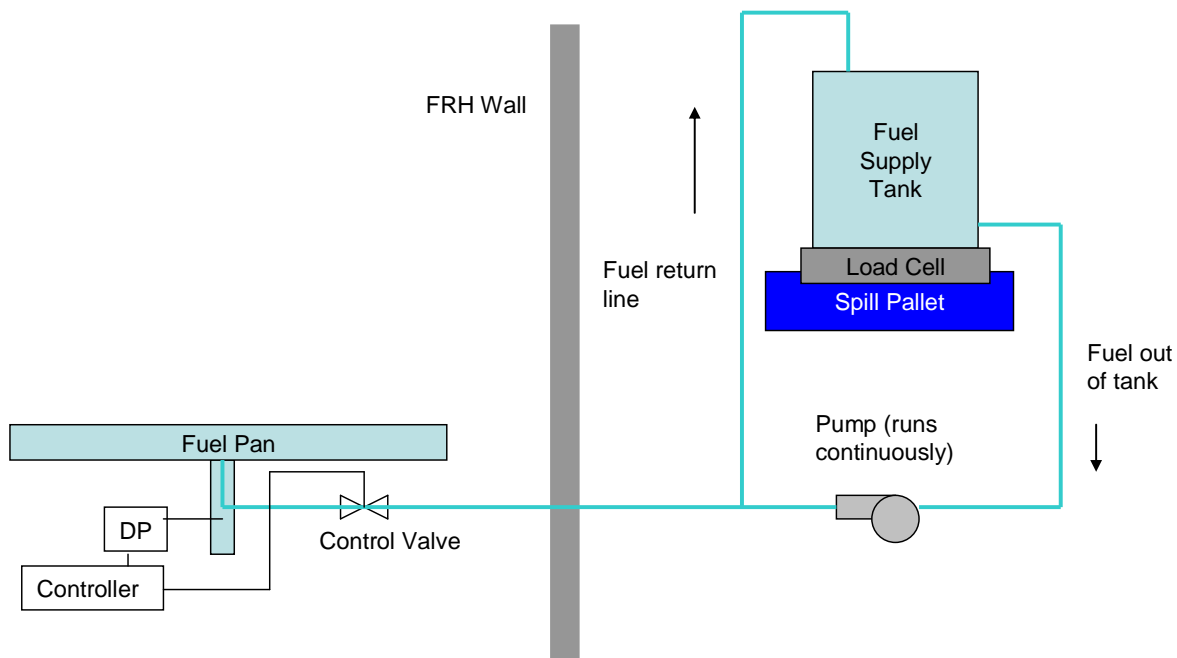 FRH Wall
Fuel
Supply
Tank
Fuel return
line
Load Cell
Spill Pallet
Fuel out
of tank
Pump (runs
continuously)
Fuel Pan
DP
Control Valve
Controller